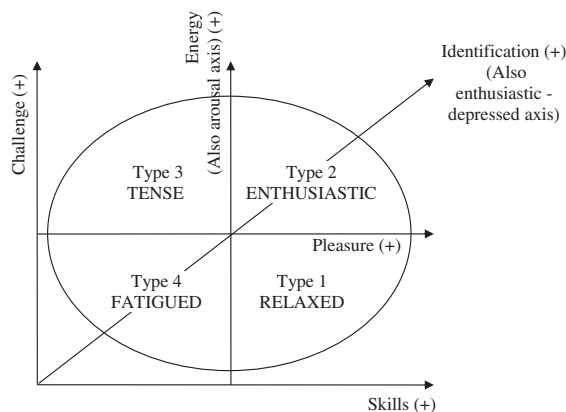 Energy
(Also arousal axis) (+)
Identification (+)
(Also
enthusiastic -
depressed axis)
Challenge (+)
Type 3
TENSE
Type 2
ENTHUSIASTIC
Pleasure (+)
Type 4
FATIGUED
Type 1
RELAXED
Skills (+)